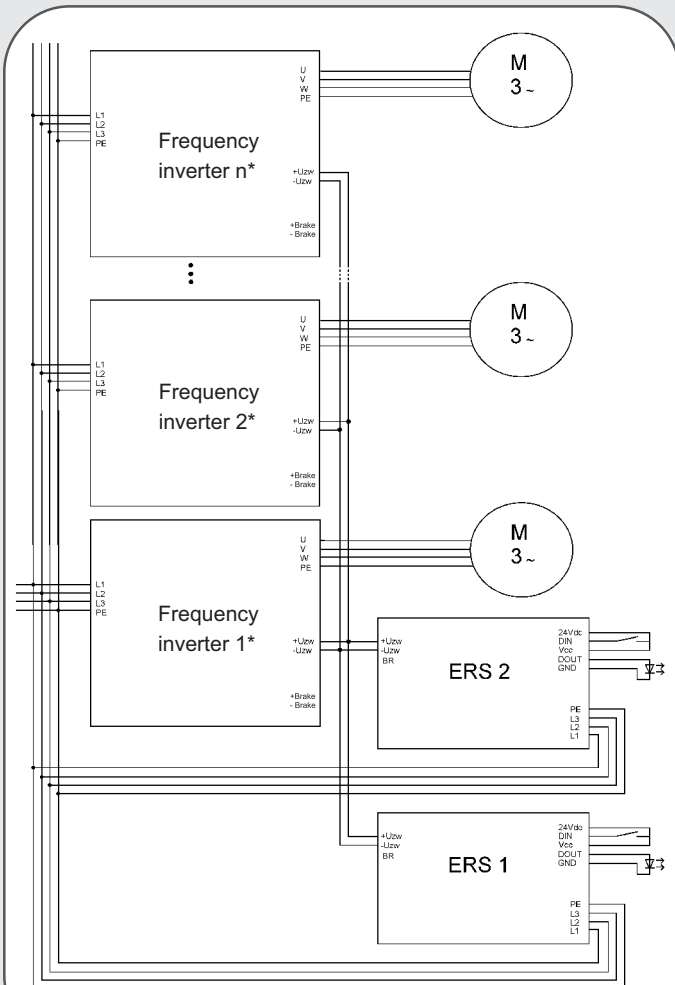 U
V
W
PE
M
3 ~
L1
L2
L3
PE
Frequency
inverter n*
+Uzw
-Uzw
+Brake
- Brake
U
V
W
PE
M
3 ~
L1
L2
L3
PE
Frequency
inverter 2*
+Uzw
-Uzw
+Brake
- Brake
U
V
W
PE
M
3 ~
L1
L2
L3
PE
Frequency
inverter 1*
+Uzw
-Uzw
+Brake
- Brake
+Uzw
-Uzw
BR
ERS 2
24Vdc
DIN
Vcc
DOUT
GND
PE
L3
L2
L1
+Uzw
-Uzw
BR
ERS 1
24Vdc
DIN
Vcc
DOUT
GND
PE
L3
L2
L1